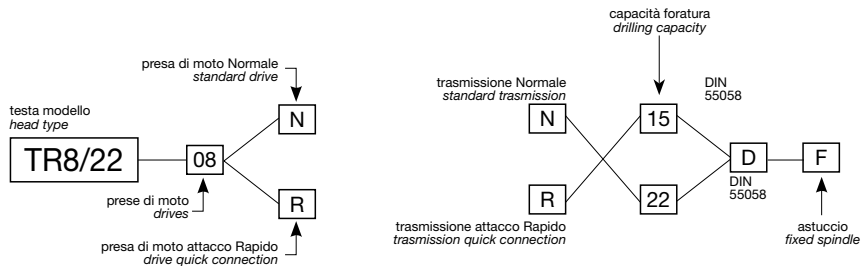 testa modello
head type
TR8/22
08
prese di moto
drives
presa di moto Normale
standard drive
N
R
presa di moto attacco Rapido
drive quick connection
trasmissione Normale
standard trasmission
N
R
trasmissione attacco Rapido
trasmission quick connection
capacità foratura
drilling capacity
15
22
DIN
55058
D
DIN
55058
F
astuccio
fixed spindle